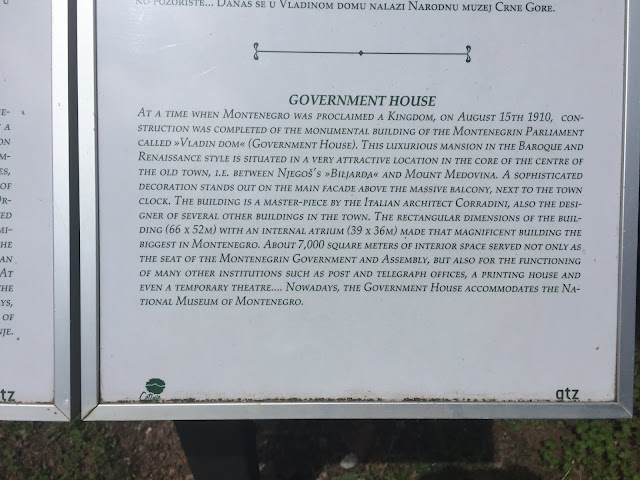 DANAS SE U VLADINOM DOMU NALAZI NARODNU MUZEJ CRNE GORE.
GOVERNMENT HOUSE
AT A TIME WHEN MONTENEGRO WAS PROCLAIMED A KINGDOM, ON AUGUST 15TH 1910, CON-
STRUCTION WAS COMPLETED OF THE MONUMENTAL BUILDING OF THE MONTENEGRIN PARLIAMENT
CALLED »VLADIN DOM« (GOVERNMENT HOUSE). THIS LUXURIOUS MANSION IN THE BAROQUE AND
RENAISSANCE STYLE IS SITUATED IN A VERY ATTRACTIVE LOCATION IN THE CORE OF THE CENTRE OF
THE OLD TOWN, I.E. BETWEEN NJEGOŠ'S »BILJARDA« AND MOUNT MEDOVINA. A SOPHISTICATED
DECORATION STANDS OUT ON THE MAIN FACADE ABOVE THE MASSIVE BALCONY, NEXT TO THE TOWN
CLOCK. THE BUILDING IS A MASTER-PIECE BY THE ITALIAN ARCHITECT CORRADINI, ALSO THE DESI-
GNER OF SEVERAL OTHER BUILDINGS IN THE TOWN. THE RECTANGULAR DIMENSIONS OF THE BUIL-
DING (66 X 52M) WITH AN INTERNAL ATRIUM (39 X 36M) MADE THAT MAGNIFICENT BUILDING THE
BIGGEST IN MONTENEGRO. ABOUT 7,000 SQUARE METERS OF INTERIOR SPACE SERVED NOT ONLY AS
THE SEAT OF THE MONTENEGRIN GOVERNMENT AND ASSEMBLY, BUT ALSO FOR THE FUNCTIONING
OF MANY OTHER INSTITUTIONS SUCH AS POST AND TELEGRAPH OFFICES, A PRINTING HOUSE AND
EVEN A TEMPORARY THEATRE.... NOWADAYS, THE GOVERNMENT HOUSE ACCOMMODATES THE NA-
TIONAL MUSEUM OF MONTENEGRO.
gtz